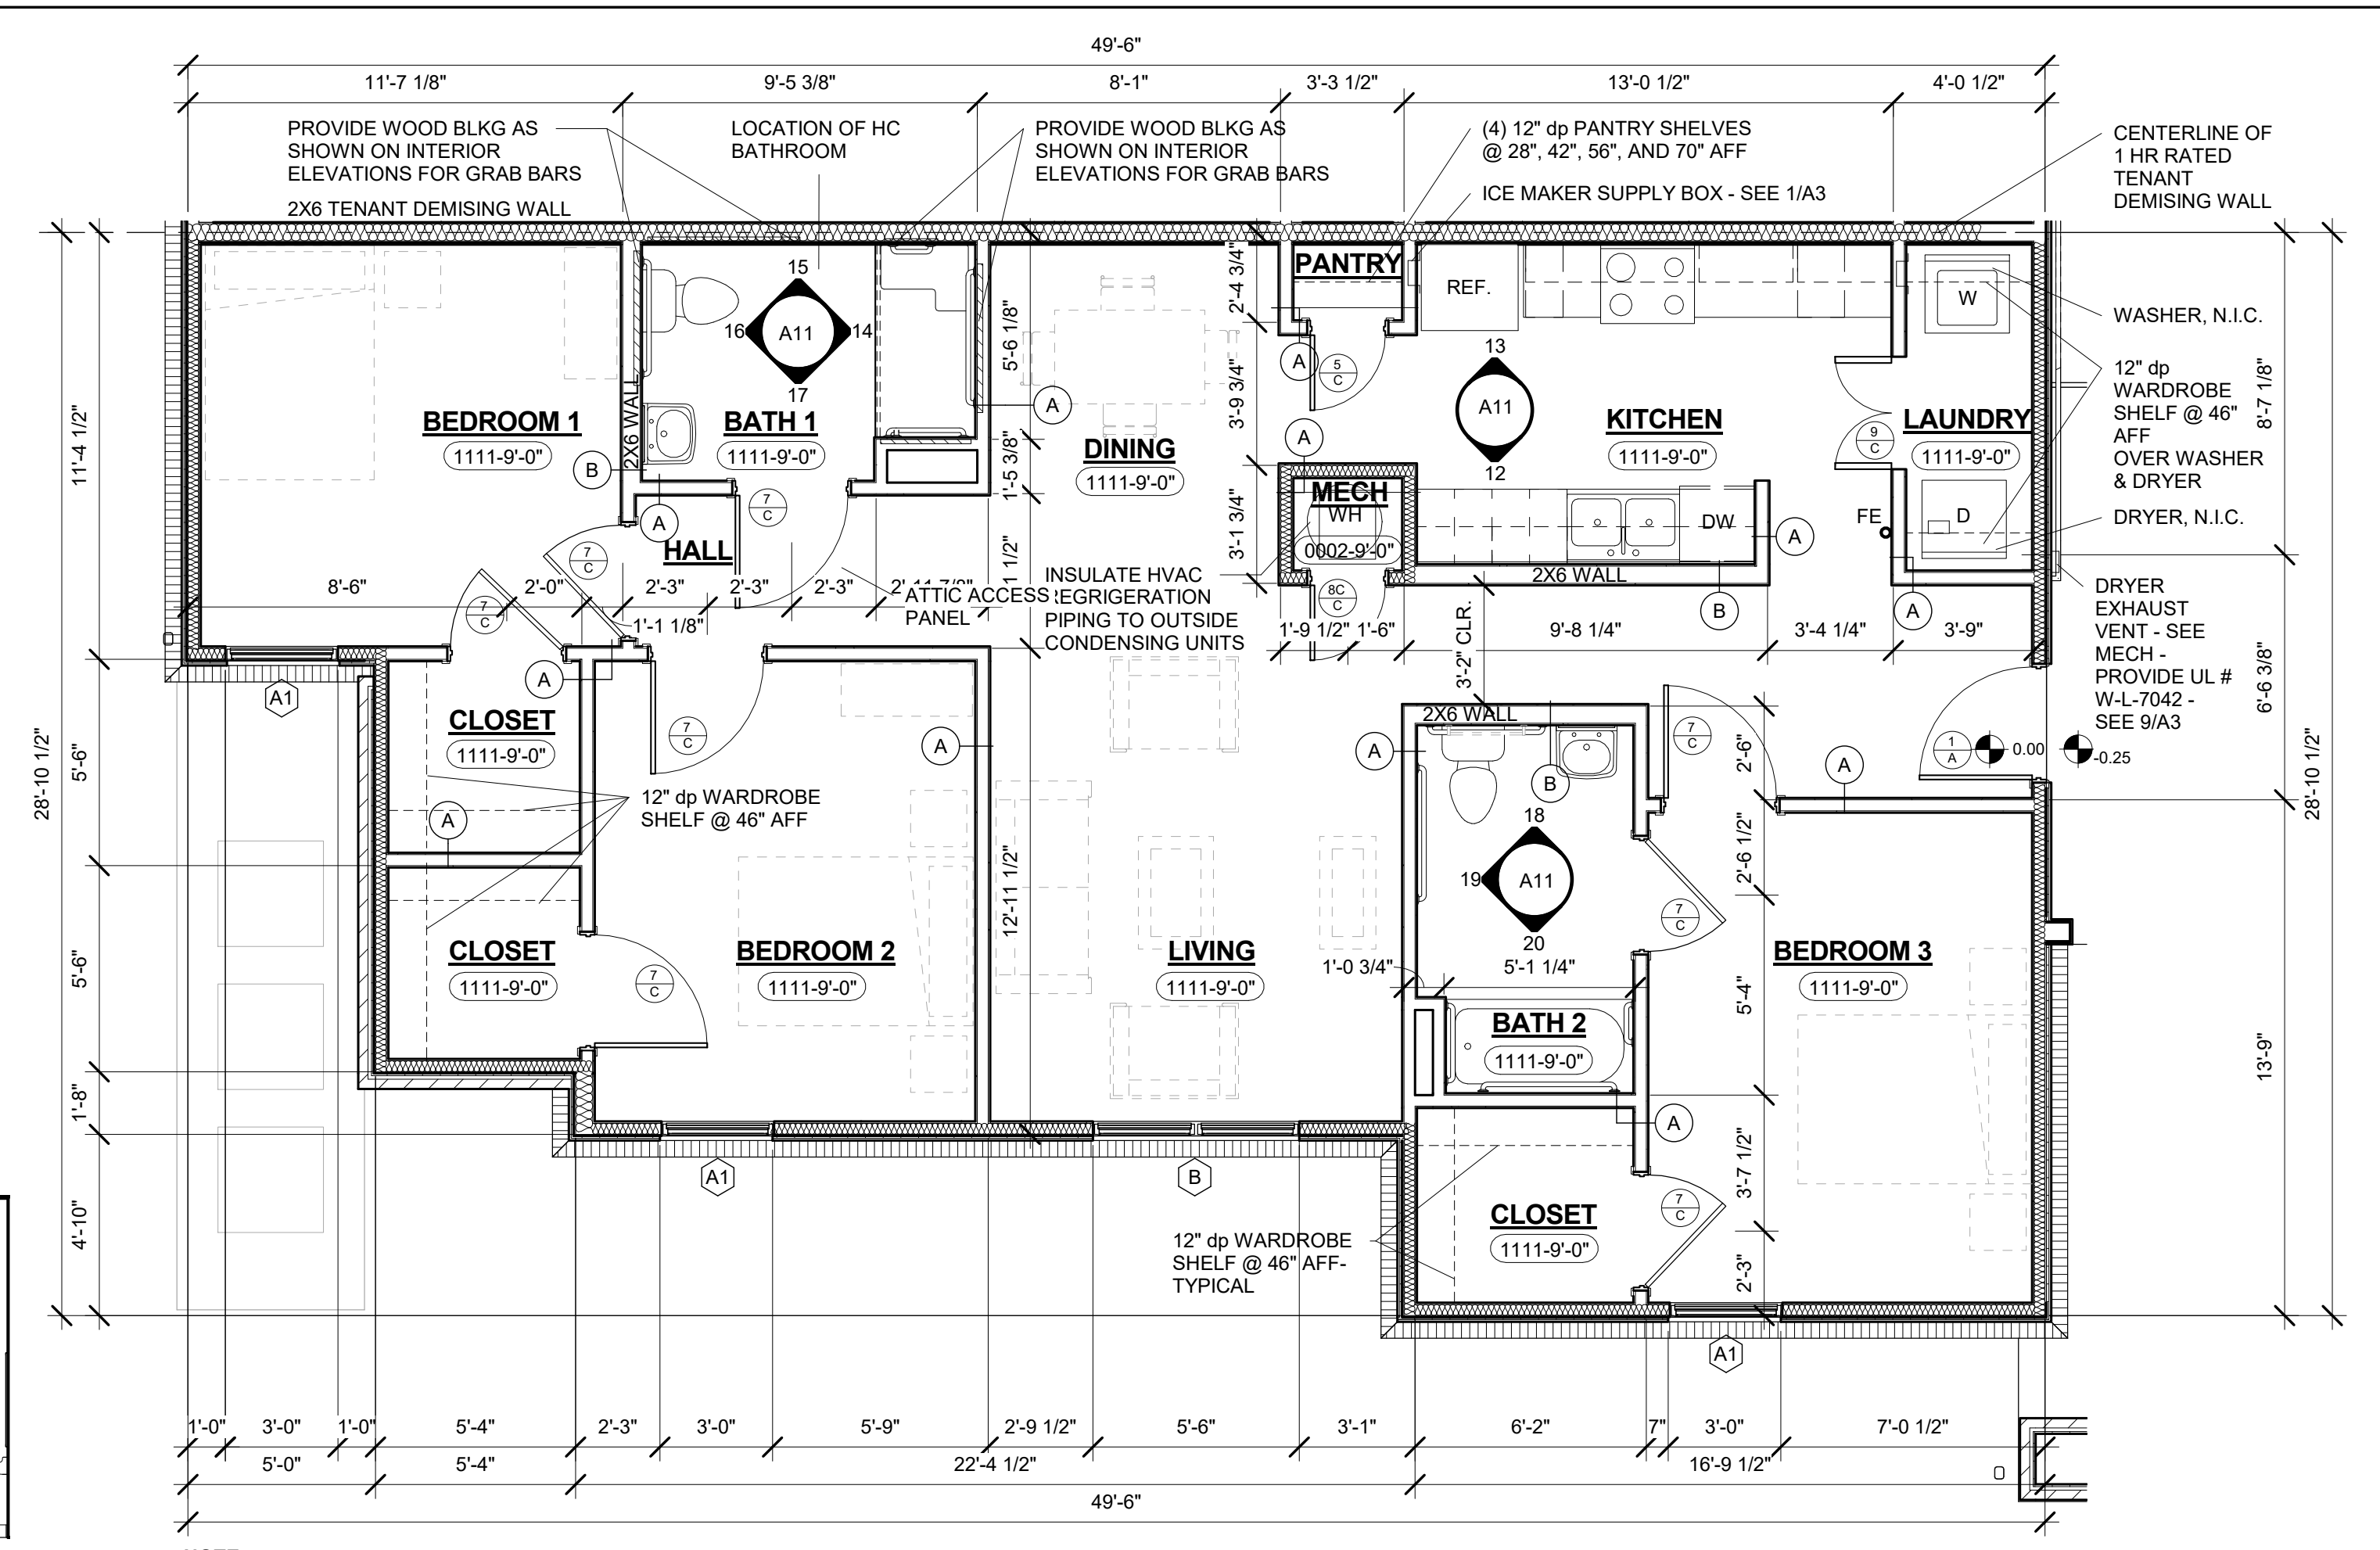 49'-6"
11'-7 1/8"
9'-5 3/8"
8'-1"
3'-3 1/2"
13'-0 1/2"
4'-0 1/2"
PROVIDE WOOD BLKG AS
SHOWN ON INTERIOR
ELEVATIONS FOR GRAB BARS
2X6 TENANT DEMISING WALL
LOCATION OF HC
BATHROOM
PROVIDE WOOD BLKG AS
SHOWN ON INTERIOR
ELEVATIONS FOR GRAB BARS
(4) 12" dp PANTRY SHELVES
@ 28", 42", 56", AND 70" AFF
ICE MAKER SUPPLY BOX - SEE 1/A3
CENTERLINE OF
1 HR RATED
TENANT
DEMISING WALL
28'-10 1/2"
11'-4 1/2"
5'-6"
5'-6"
1'-8"
4'-10"
BEDROOM 1
1111-9'-0"
2X6 WALL
B
15
16
A11
14
17
BATH 1
1111-9'-0"
A
7
C
A
HALL
7
C
7
C
8'-6"
2'-0"
2'-3"
2'-3"
2'-3"
1'-1 1/8"
ATTIC ACCESS
PANEL
5'-6 1/8"
1'-5 3/8"
12'-11 1/2"
DINING
1111-9'-0"
2'-4 3/4"
3'-9 3/4"
3'-1 3/4"
PANTRY
A
5
C
A
MECH
WH
0002-9'-0"
8C
C
INSULATE HVAC
REGRIGERATION
PIPING TO OUTSIDE
CONDENSING UNITS
1'-9 1/2"
1'-6"
REF.
13
A11
12
KITCHEN
1111-9'-0"
DW
A
2X6 WALL
B
3'-2" CLR.
9'-8 1/4"
3'-4 1/4"
3'-9"
W
LAUNDRY
1111-9'-0"
9
C
FE
D
A
WASHER, N.I.C.
12" dp
WARDROBE
SHELF @ 46"
AFF
OVER WASHER
& DRYER
DRYER, N.I.C.
DRYER
EXHAUST
VENT - SEE
MECH -
PROVIDE UL #
W-L-7042 -
SEE 9/A3
8'-7 1/8"
6'-6 3/8"
13'-9"
28'-10 1/2"
A1
A
CLOSET
1111-9'-0"
7
C
A
12" dp WARDROBE
SHELF @ 46" AFF
A
CLOSET
1111-9'-0"
7
C
BEDROOM 2
1111-9'-0"
LIVING
1111-9'-0"
2X6 WALL
A
B
18
19
A11
20
1'-0 3/4"
5'-1 1/4"
BATH 2
1111-9'-0"
7
C
2'-6"
2'-6 1/2"
5'-4"
3'-7 1/2"
2'-3"
7
C
A
1
A
0.00
-0.25
BEDROOM 3
1111-9'-0"
A
CLOSET
1111-9'-0"
7
C
A1
B
A1
12" dp WARDROBE
SHELF @ 46" AFF-
TYPICAL
1'-0"
3'-0"
1'-0"
5'-4"
2'-3"
3'-0"
5'-9"
2'-9 1/2"
5'-6"
3'-1"
6'-2"
7"
3'-0"
7'-0 1/2"
5'-0"
5'-4"
22'-4 1/2"
16'-9 1/2"
49'-6"